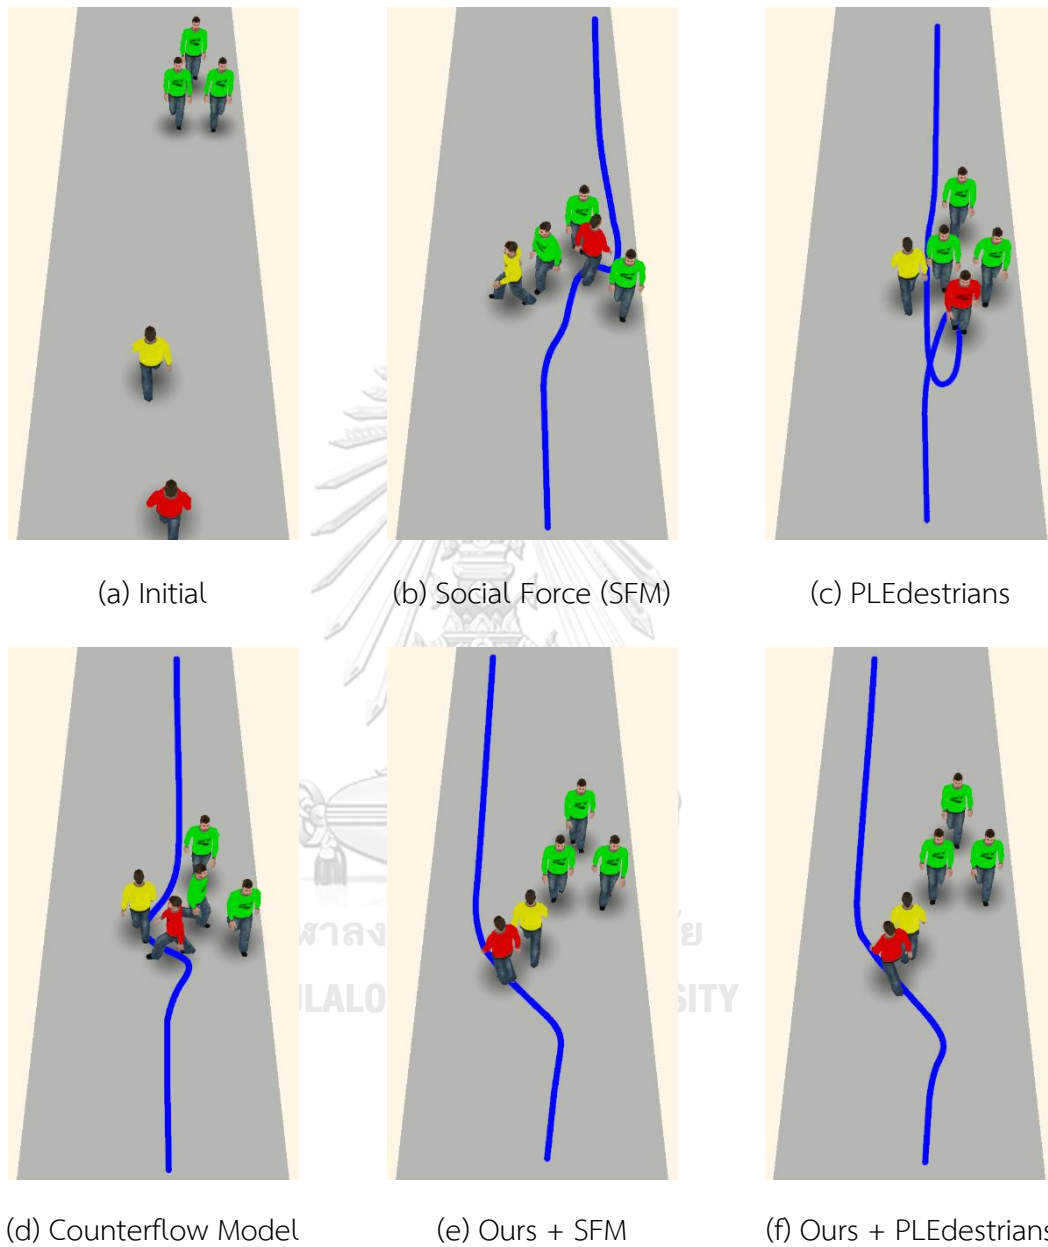 (a) Initial
(b) Social Force (SFM)
(c) PLEdestrians
(d) Counterflow Model
(e) Ours + SFM
(f) Ours + PLEdestrians